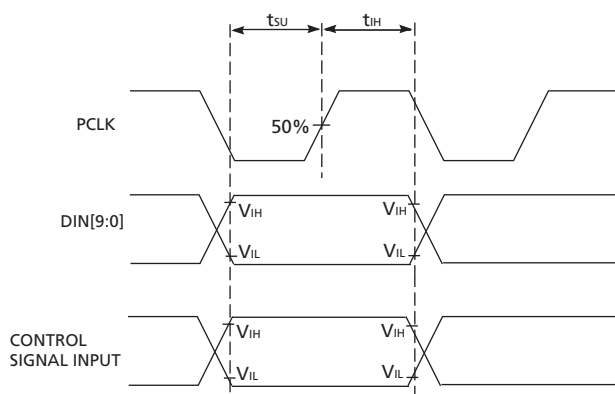 tSU tIH
PCLK
50%
DIN[9:0]
VIH VIH
VIL VIL
CONTROL
SIGNAL INPUT
VIH VIH
VIL VIL